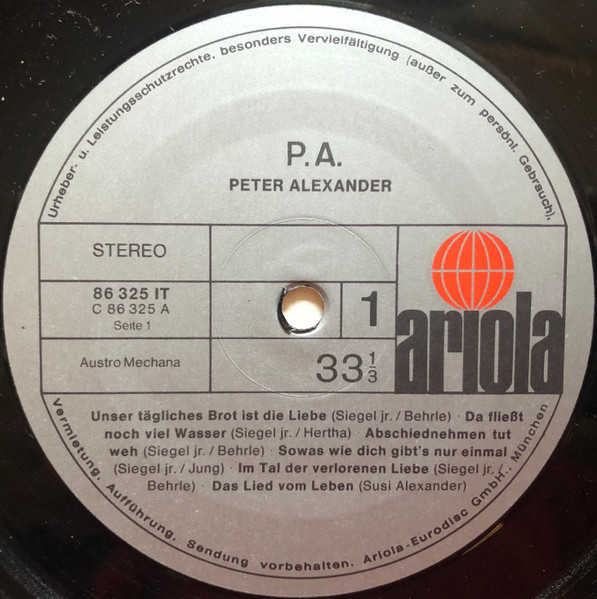 Urheber- u. Leistungsschutzrechte, besonders Vervielfältigung (außer zum persönl. Gebrauch),
P.A.
PETER ALEXANDER
STEREO
86 325 IT
C 86 325 A
Seite 1
1
ariola
Austro Mechana
33 1/3
Unser tägliches Brot ist die Liebe (Siegel jr. / Behrle) · Da fließt
noch viel Wasser (Siegel jr. / Hertha) · Abschiednehmen tut
weh (Siegel jr. / Behrle) · Sowas wie dich gibt's nur einmal
(Siegel jr. / Jung) · Im Tal der verlorenen Liebe (Siegel jr. /
Behrle) · Das Lied vom Leben (Susi Alexander)
Vermietung, Aufführung, Sendung vorbehalten. Ariola-Eurodisc GmbH., München